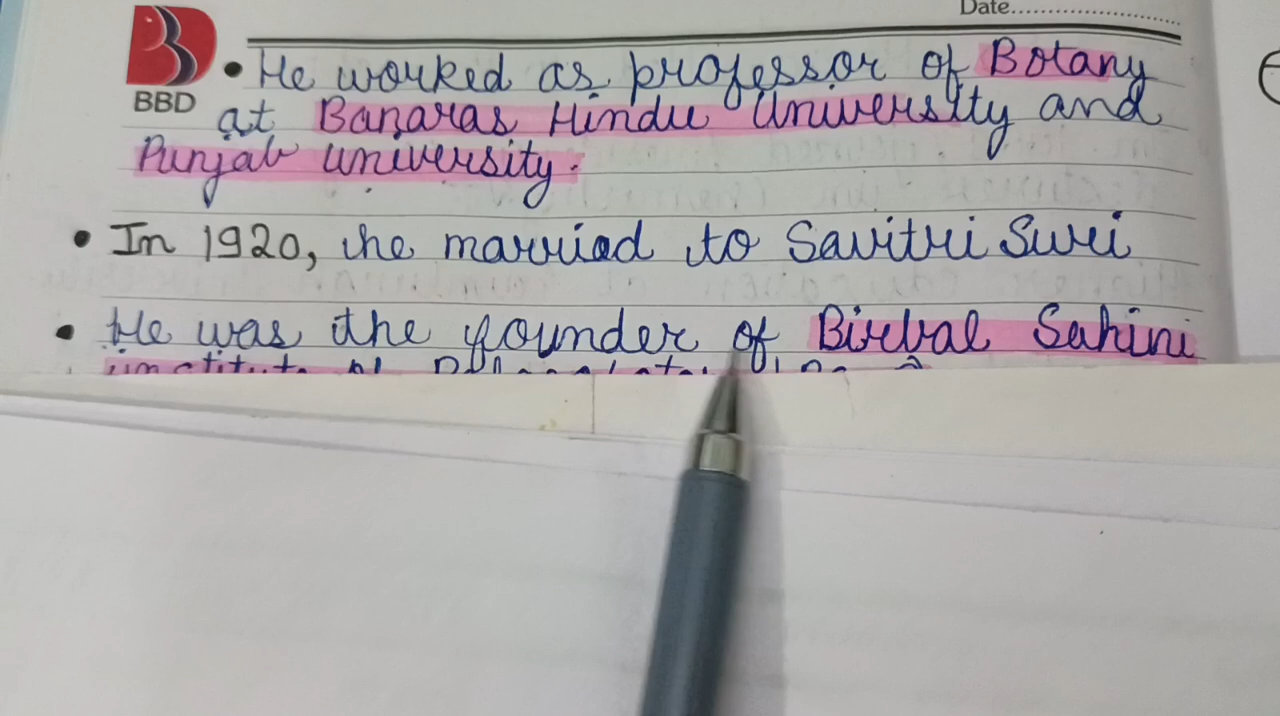 Date
BBD
• He worked as professor of Botany
at Banaras Hindu University and
Punjab university.
• In 1920, he married to Savitri Suri
• He was the founder of Birbal Sahini